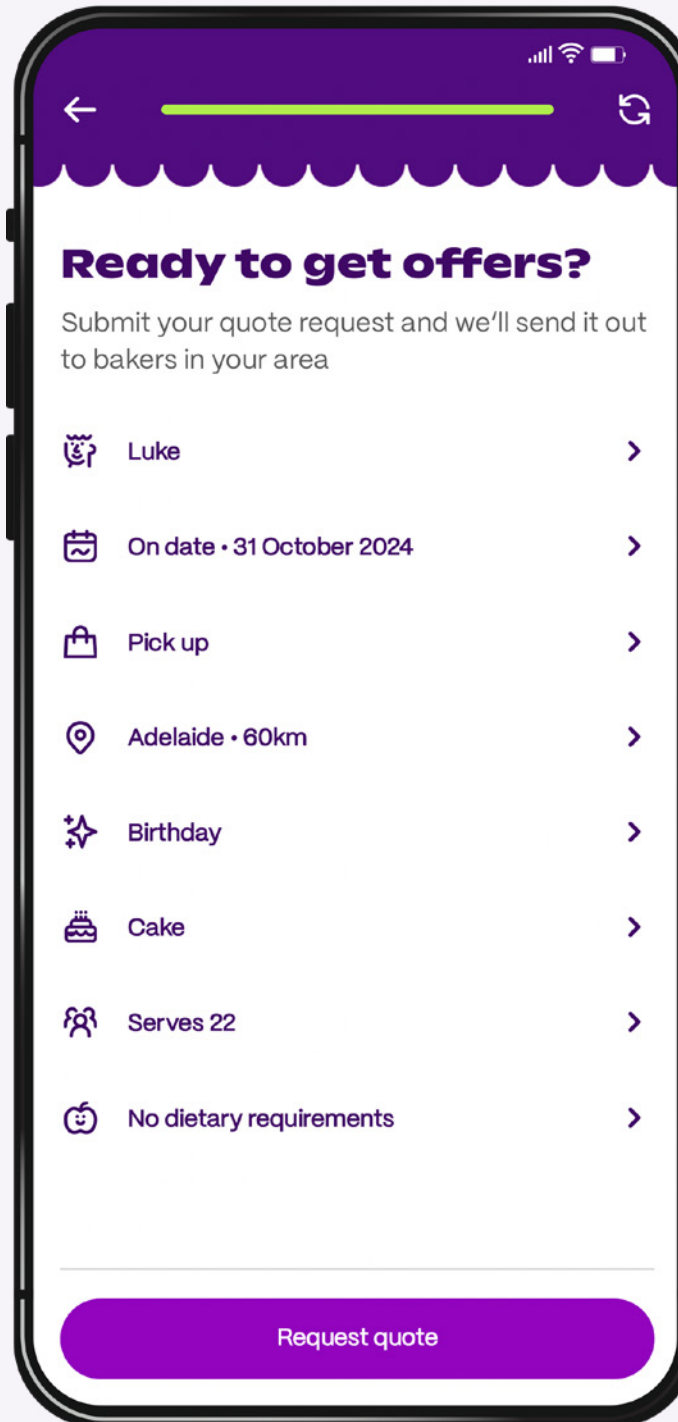 Ready to get offers?
Submit your quote request and we'll send it out
to bakers in your area
Luke
On date • 31 October 2024
Pick up
Adelaide • 60km
Birthday
Cake
Serves 22
No dietary requirements
Request quote